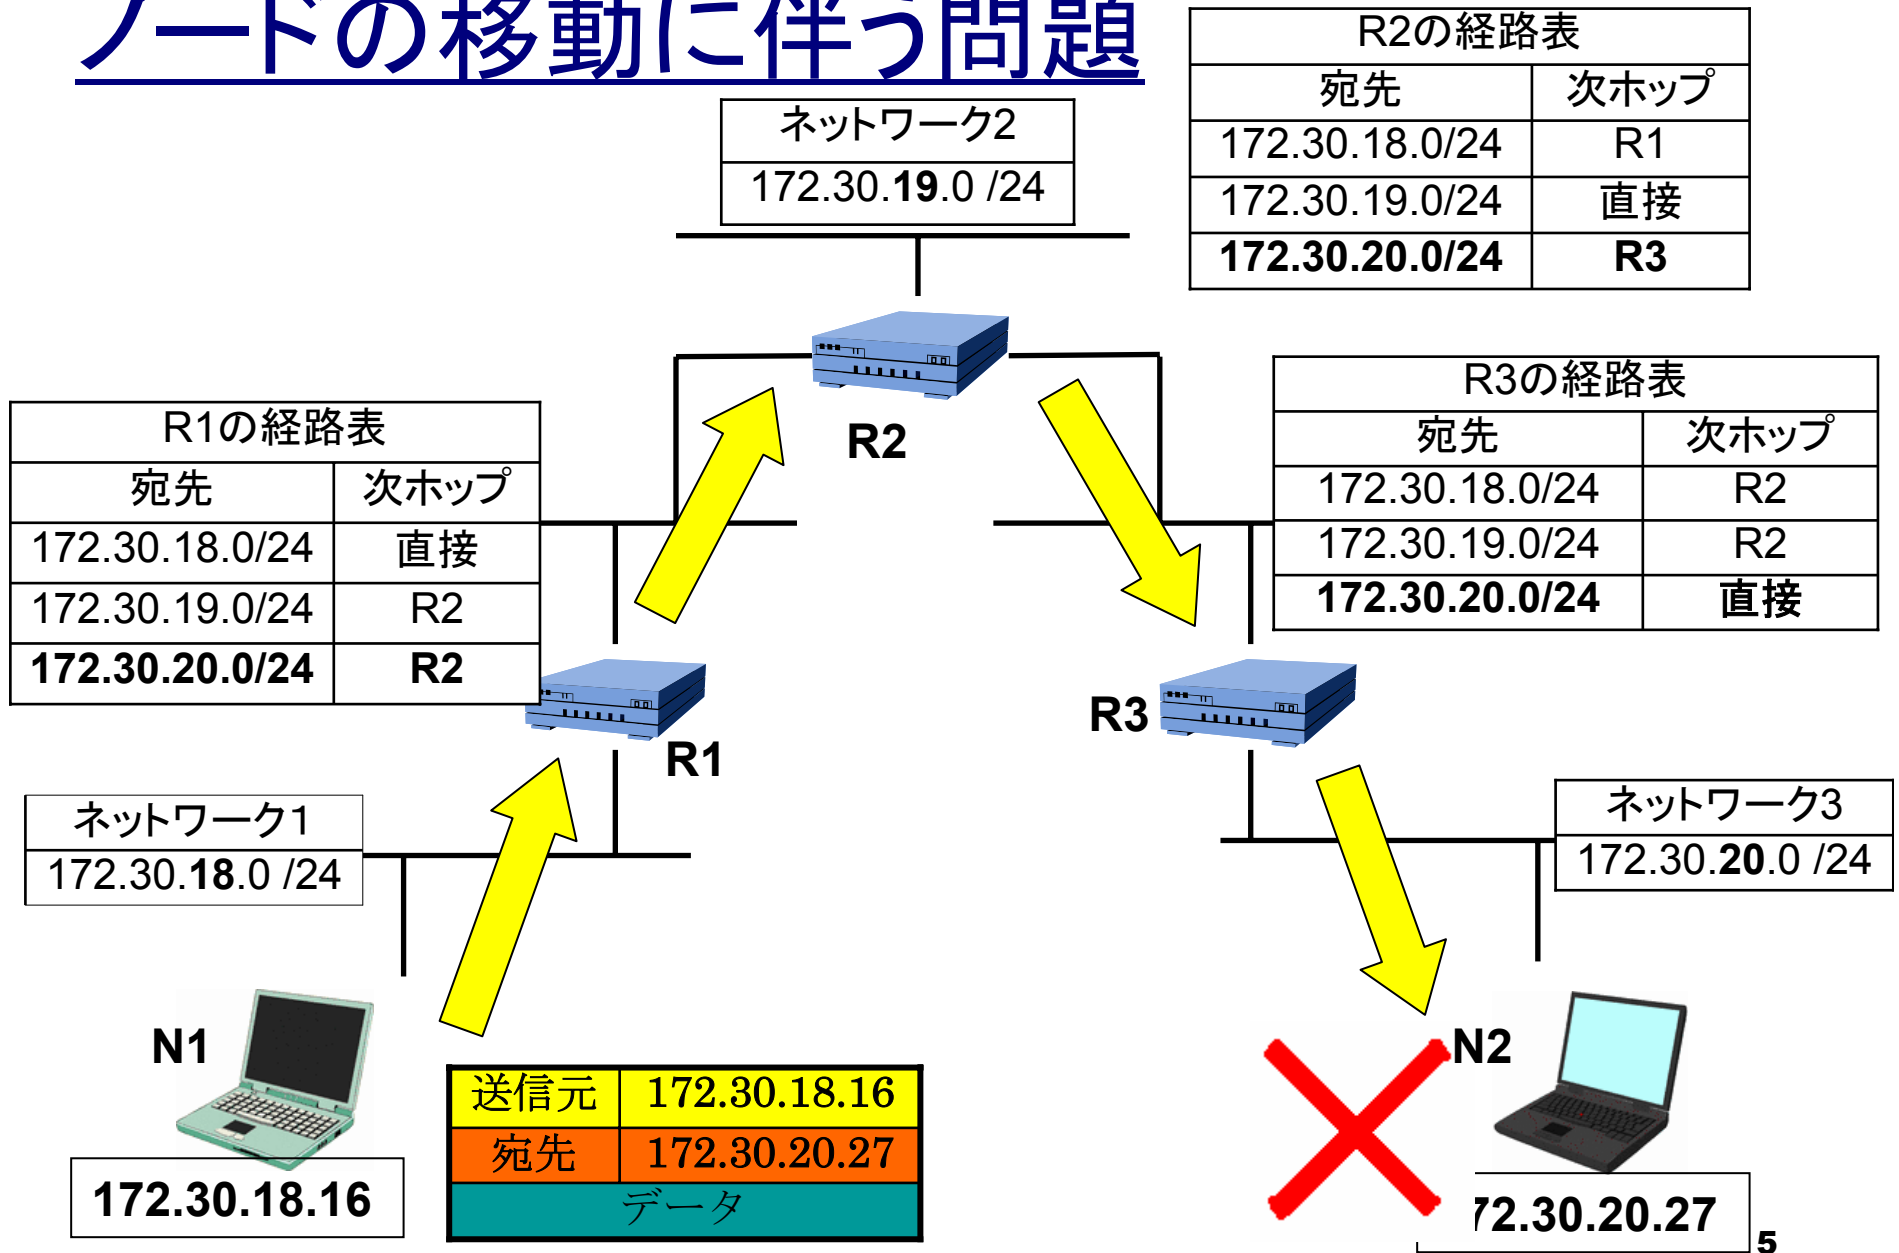 ノードの移動に伴う問題
R2の経路表
宛先 次ホップ
172.30.18.0/24 R1
172.30.19.0/24 直接
172.30.20.0/24 R3
ネットワーク2
172.30.19.0 /24
R2
R1の経路表
宛先 次ホップ
172.30.18.0/24 直接
172.30.19.0/24 R2
172.30.20.0/24 R2
R3の経路表
宛先 次ホップ
172.30.18.0/24 R2
172.30.19.0/24 R2
172.30.20.0/24 直接
R1
R3
ネットワーク1
172.30.18.0 /24
ネットワーク3
172.30.20.0 /24
N1
172.30.18.16
送信元 172.30.18.16
宛先 172.30.20.27
データ
N2
72.30.20.27
5